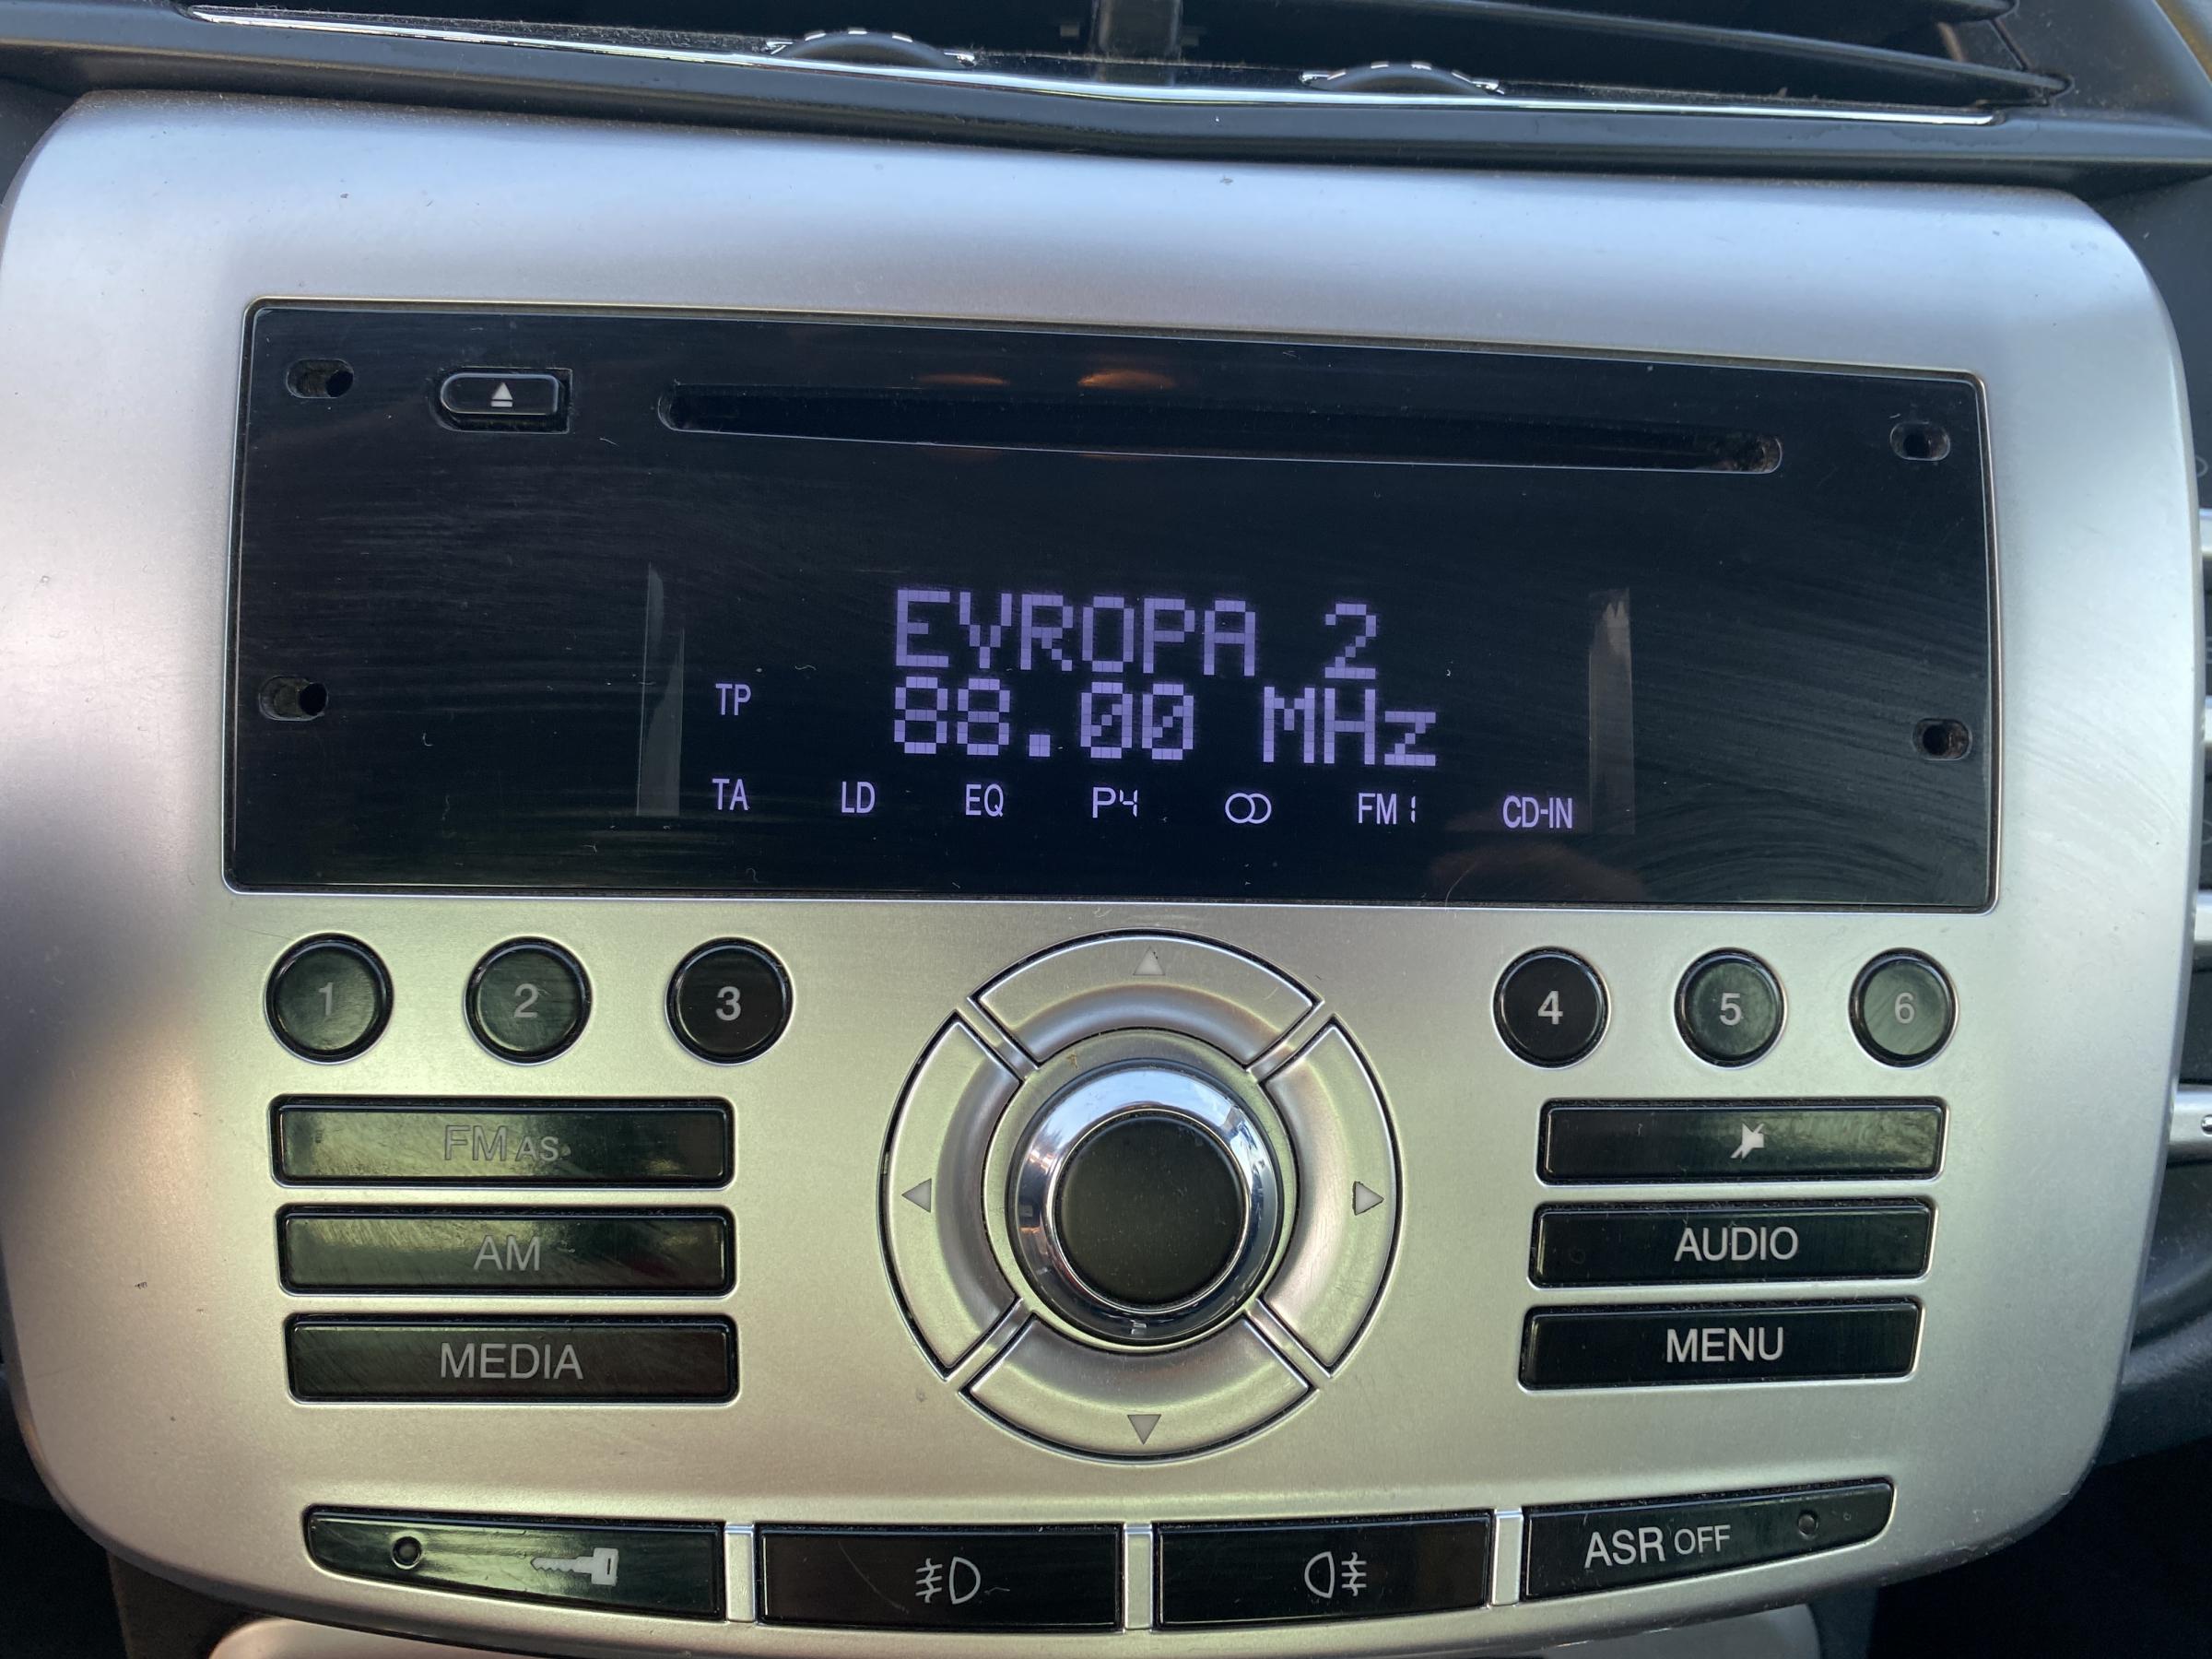 EVROPA 2
TP
88.00 MHz
TA LD EQ P4 FM1 CD-IN
1 2 3 4 5 6
FM AS
AM
AUDIO
MEDIA
MENU
ASR OFF